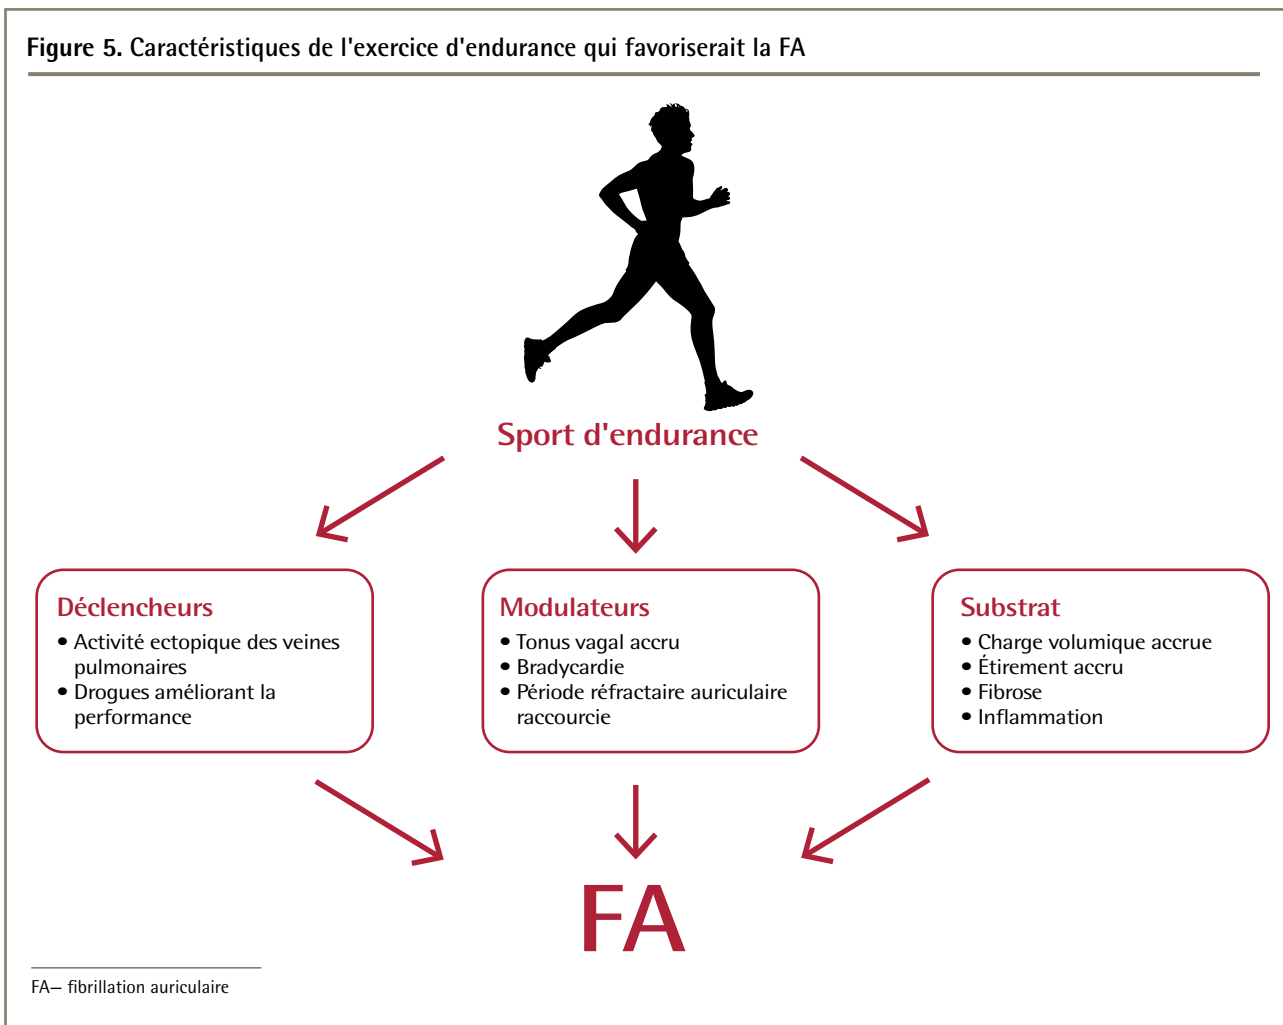 Figure 5. Caractéristiques de l'exercice d'endurance qui favoriserait la FA
Sport d'endurance
Déclencheurs
• Activité ectopique des veines
pulmonaires
• Drogues améliorant la
performance
Modulateurs
• Tonus vagal accru
• Bradycardie
• Période réfractaire auriculaire
raccourcie
Substrat
• Charge volumique accrue
• Étirement accru
• Fibrose
• Inflammation
FA
FA— fibrillation auriculaire